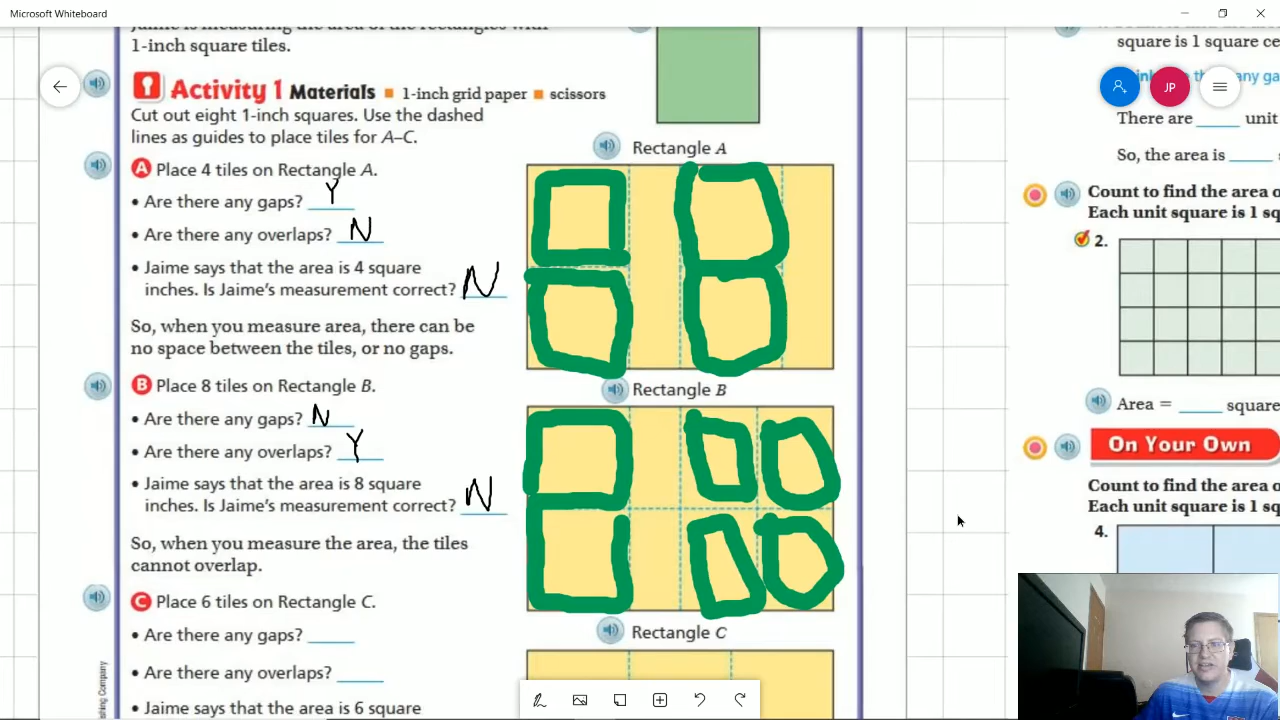 Microsoft Whiteboard
1-inch square tiles.
Activity 1 Materials ■ 1-inch grid paper ■ scissors
Cut out eight 1-inch squares. Use the dashed
lines as guides to place tiles for A–C.
A Place 4 tiles on Rectangle A.
• Are there any gaps? Y
• Are there any overlaps? N
• Jaime says that the area is 4 square
inches. Is Jaime's measurement correct? N
So, when you measure area, there can be
no space between the tiles, or no gaps.
B Place 8 tiles on Rectangle B.
• Are there any gaps? N
• Are there any overlaps? Y
• Jaime says that the area is 8 square
inches. Is Jaime's measurement correct? N
So, when you measure the area, the tiles
cannot overlap.
C Place 6 tiles on Rectangle C.
• Are there any gaps?
• Are there any overlaps?
• Jaime says that the area is 6 square
Rectangle A
Rectangle B
Rectangle C
square is 1 square ce
JP
any ga
There are _____ unit
So, the area is _____
Count to find the area o
Each unit square is 1 sq
2.
Area = _____ square
On Your Own
Count to find the area o
Each unit square is 1 sq
4.
shing Company